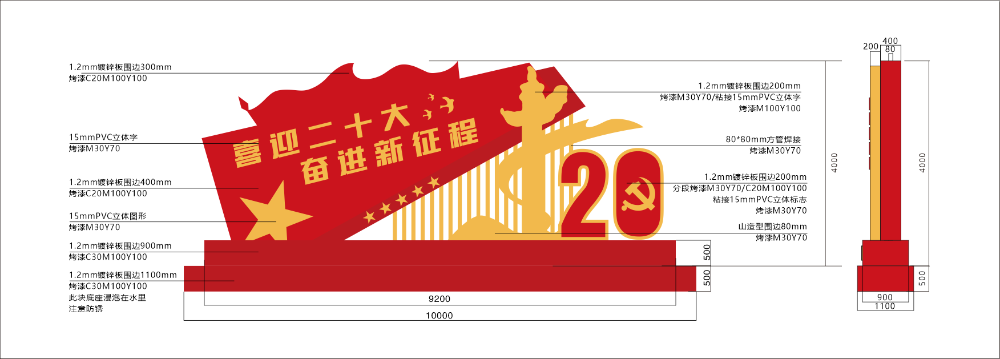 1.2mm镀锌板围边300mm
烤漆C20M100Y100
15mmPVC立体字
烤漆M30Y70
1.2mm镀锌板围边400mm
烤漆C20M100Y100
15mmPVC立体图形
烤漆M30Y70
1.2mm镀锌板围边900mm
烤漆C30M100Y100
1.2mm镀锌板围边1100mm
烤漆C30M100Y100
此块底座浸泡在水里
注意防锈
喜迎二十大
奋进新征程
20
1.2mm镀锌板围边200mm
烤漆M30Y70/粘接15mmPVC立体字
烤漆M100Y100
80*80mm方管焊接
烤漆M30Y70
1.2mm镀锌板围边200mm
分段烤漆M30Y70/C20M100Y100
粘接15mmPVC立体标志
烤漆M30Y70
山造型围边80mm
烤漆M30Y70
4000
500
500
9200
10000
400
200
80
4000
500
900
1100